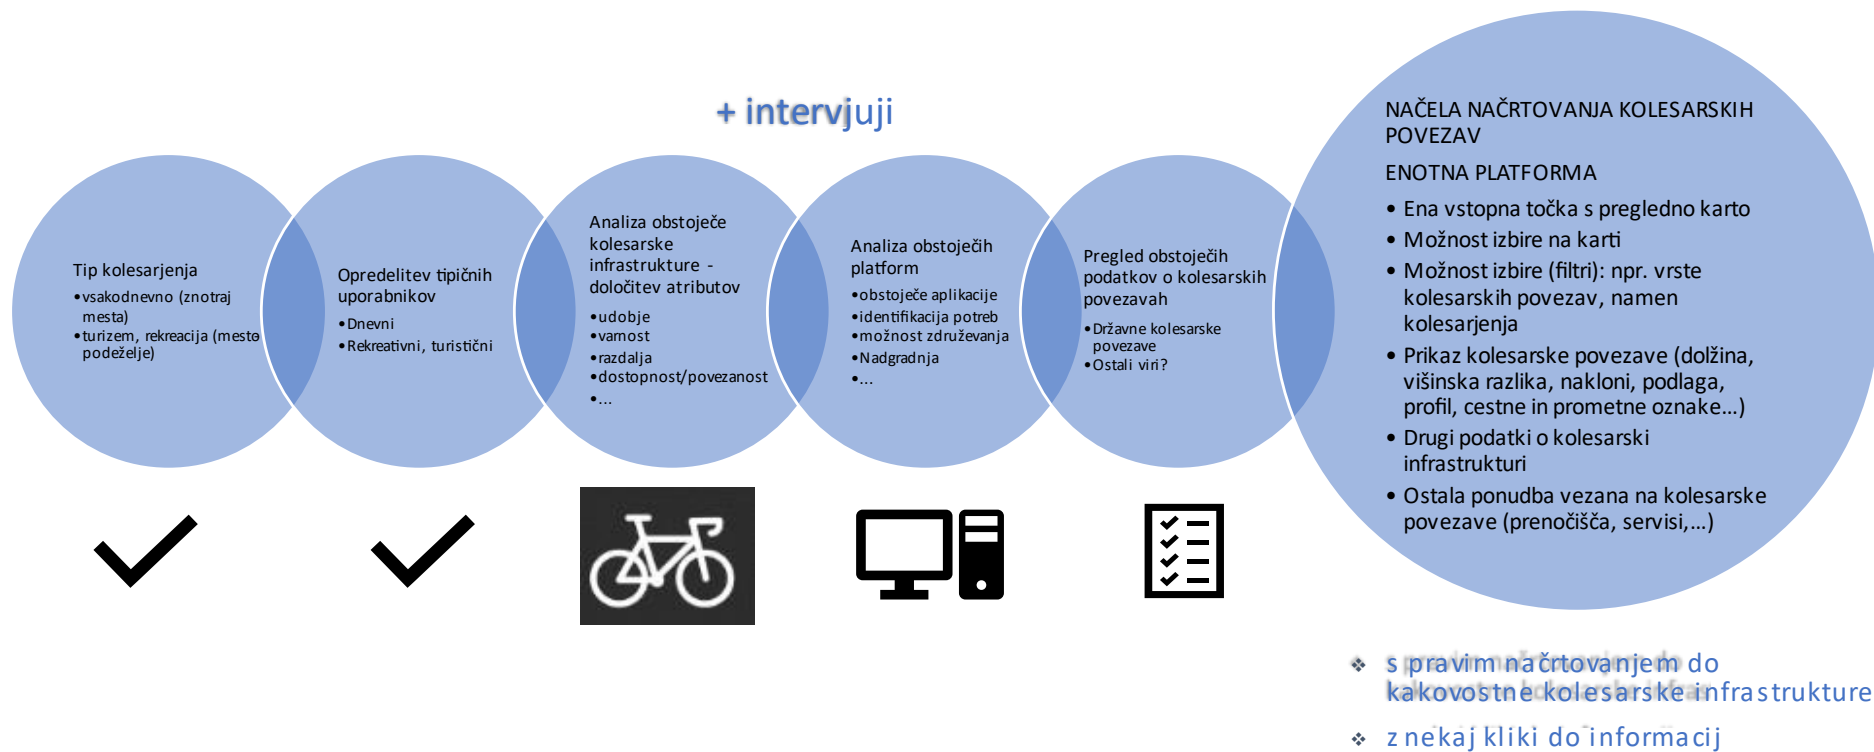 + intervjuji
Tip kolesarjenja
•vsakodnevno (znotraj
mesta)
•turizem, rekreacija (mesto
podeželje)
Opredelitev tipičnih
uporabnikov
•Dnevni
•Rekreativni, turistični
Analiza obstoječe
kolesarske
infrastrukture -
določitev atributov
•udobje
•varnost
•razdalja
•dostopnost/povezanost
•...
Analiza obstoječih
platform
•obstoječe aplikacije
•identifikacija potreb
•možnost združevanja
•Nadgradnja
•...
Pregled obstoječih
podatkov o kolesarskih
povezavah
•Državne kolesarske
povezave
•Ostali viri?
NAČELA NAČRTOVANJA KOLESARSKIH
POVEZAV
ENOTNA PLATFORMA
• Ena vstopna točka s pregledno karto
• Možnost izbire na karti
• Možnost izbire (filtri): npr. vrste
kolesarskih povezav, namen
kolesarjenja
• Prikaz kolesarske povezave (dolžina,
višinska razlika, nakloni, podlaga,
profil, cestne in prometne oznake...)
• Drugi podatki o kolesarski
infrastrukturi
• Ostala ponudba vezana na kolesarske
povezave (prenočišča, servisi,...)
❖ s pravim načrtovanjem do
kakovostne kolesarske infrastrukture
❖ z nekaj kliki do informacij